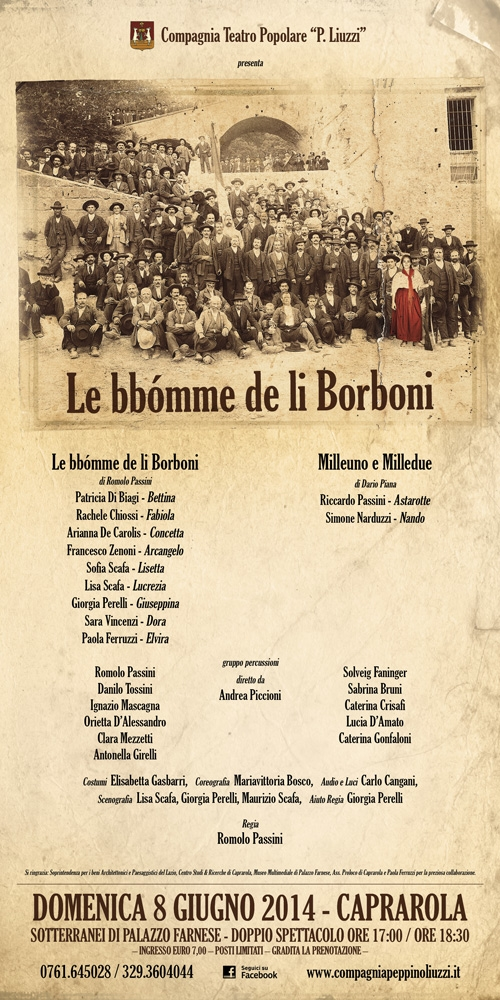 Compagnia Teatro Popolare “P. Liuzzi”
presenta
Le bbómme de li Borboni
Le bbómme de li Borboni
di Romolo Passini
Patricia Di Biagi - Bettina
Rachele Chiossi - Fabiola
Arianna De Carolis - Concetta
Francesco Zenoni - Arcangelo
Sofia Scafa - Lisetta
Lisa Scafa - Lucrezia
Giorgia Perelli - Giuseppina
Sara Vincenzi - Dora
Paola Ferruzzi - Elvira
Milleuno e Milledue
di Dario Piana
Riccardo Passini - Astarotte
Simone Narduzzi - Nando
Romolo Passini
Danilo Tossini
Ignazio Mascagna
Orietta D'Alessandro
Clara Mezzetti
Antonella Girelli
gruppo percussioni
diretto da
Andrea Piccioni
Solveig Faninger
Sabrina Bruni
Caterina Crisafi
Lucia D'Amato
Caterina Gonfaloni
Costumi Elisabetta Gasbarri, Coreografia Mariavittoria Bosco, Audio e Luci Carlo Cangani,
Scenografia Lisa Scafa, Giorgia Perelli, Maurizio Scafa, Aiuto Regia Giorgia Perelli
Regia
Romolo Passini
Si ringrazia: Soprintendenza per i beni Architettonici e Paesaggistici del Lazio, Centro Studi & Ricerche di Caprarola, Museo Multimediale di Palazzo Farnese, Ass. Proloco di Caprarola e Paola Ferruzzi per la preziosa collaborazione.
DOMENICA 8 GIUGNO 2014 - CAPRAROLA
SOTTERRANEI DI PALAZZO FARNESE - DOPPIO SPETTACOLO ORE 17:00 / ORE 18:30
— INGRESSO EURO 7,00 — POSTI LIMITATI — GRADITA LA PRENOTAZIONE —
0761.645028 / 329.3604044
Seguici su
Facebook
www.compagniapeppinoliuzzi.it